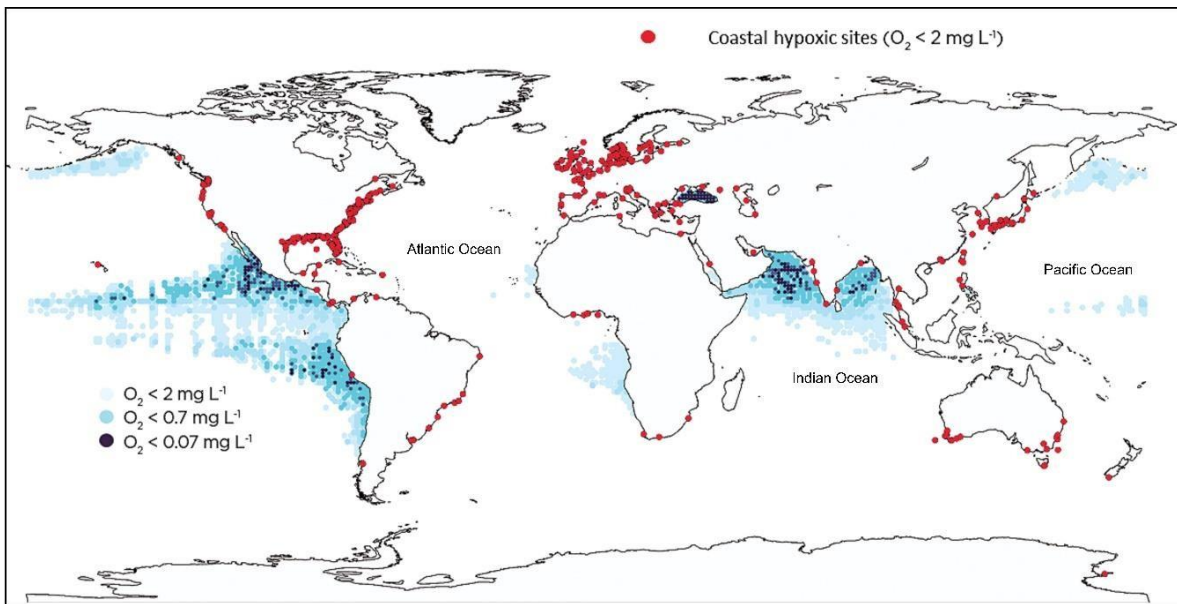 Coastal hypoxic sites (O₂ < 2 mg L⁻¹)
Atlantic Ocean
Pacific Ocean
Indian Ocean
O₂ < 2 mg L⁻¹
O₂ < 0.7 mg L⁻¹
O₂ < 0.07 mg L⁻¹